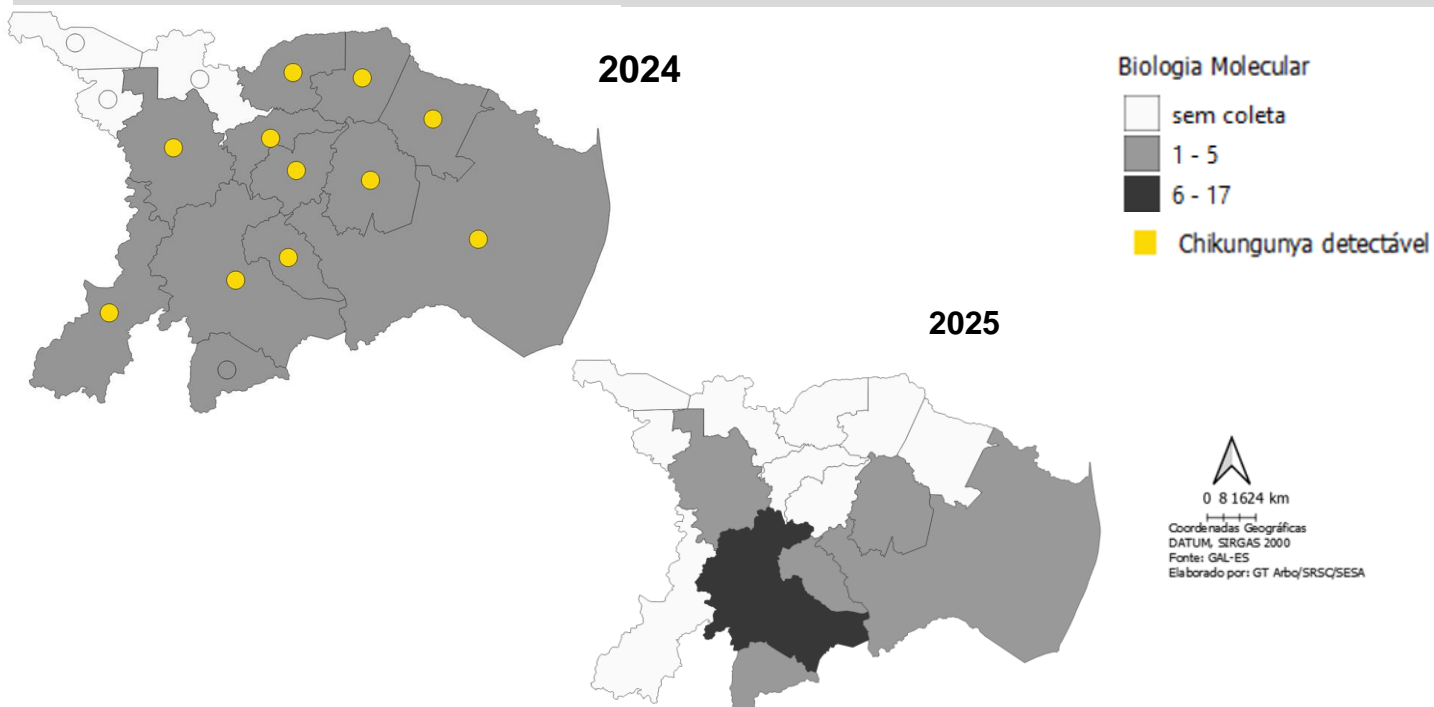 2024
Biologia Molecular
sem coleta
1 - 5
6 - 17
Chikungunya detectável
2025
0 8 1624 km
Coordenadas Geográficas
DATUM, SIRGAS 2000
Fonte: GAL-ES
Elaborado por: GT Arbo/SRSC/SESA